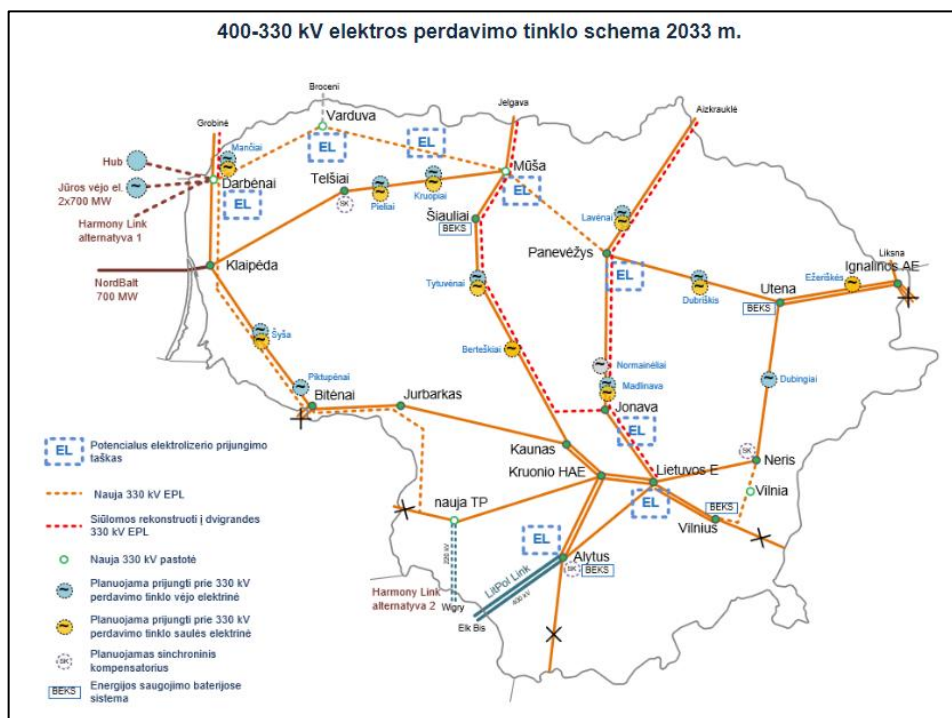 400-330 kV elektros perdavimo tinklo schema 2033 m.
Broceni
Varduva
Jelgava
Aizkrauklė
Grobinė
Mančiai
EL
EL
Hub
Jūros vėjo el.
2x700 MW
Harmony Link
alternatyva 1
Darbėnai
EL
Telšiai
SK
Pieliai
Kruopiai
Mūša
EL
Šiauliai
BEKS
Lavėnai
Panevėžys
EL
Klaipėda
NordBalt
700 MW
Tytuvėnai
Dubriškis
Utena
BEKS
Ežeriškės
Liksna
Ignalinos AE
Šyša
Berteškiai
Normainėliai
Madlinava
Dubingiai
Piktupėnai
Bitėnai
Jurbarkas
Jonava
EL
Kaunas
Kruonio HAE
Lietuvos E
EL
SK
Neris
Vilnia
BEKS
Vilnius
nauja TP
EL
Alytus
SK
BEKS
220 kV
LitPol Link
400 kV
Harmony Link
alternatyva 2
Wigry
Elk Bis
EL
Potencialus elektrolizerio prijungimo
taškas
Nauja 330 kV EPL
Siūlomos rekonstruoti į dvigrandes
330 kV EPL
Nauja 330 kV pastotė
Planuojama prijungti prie 330 kV
perdavimo tinklo vėjo elektrinė
Planuojama prijungti prie 330 kV
perdavimo tinklo saulės elektrinė
SK
Planuojamas sinchroninis
kompensatorius
BEKS
Energijos saugojimo baterijose
sistema